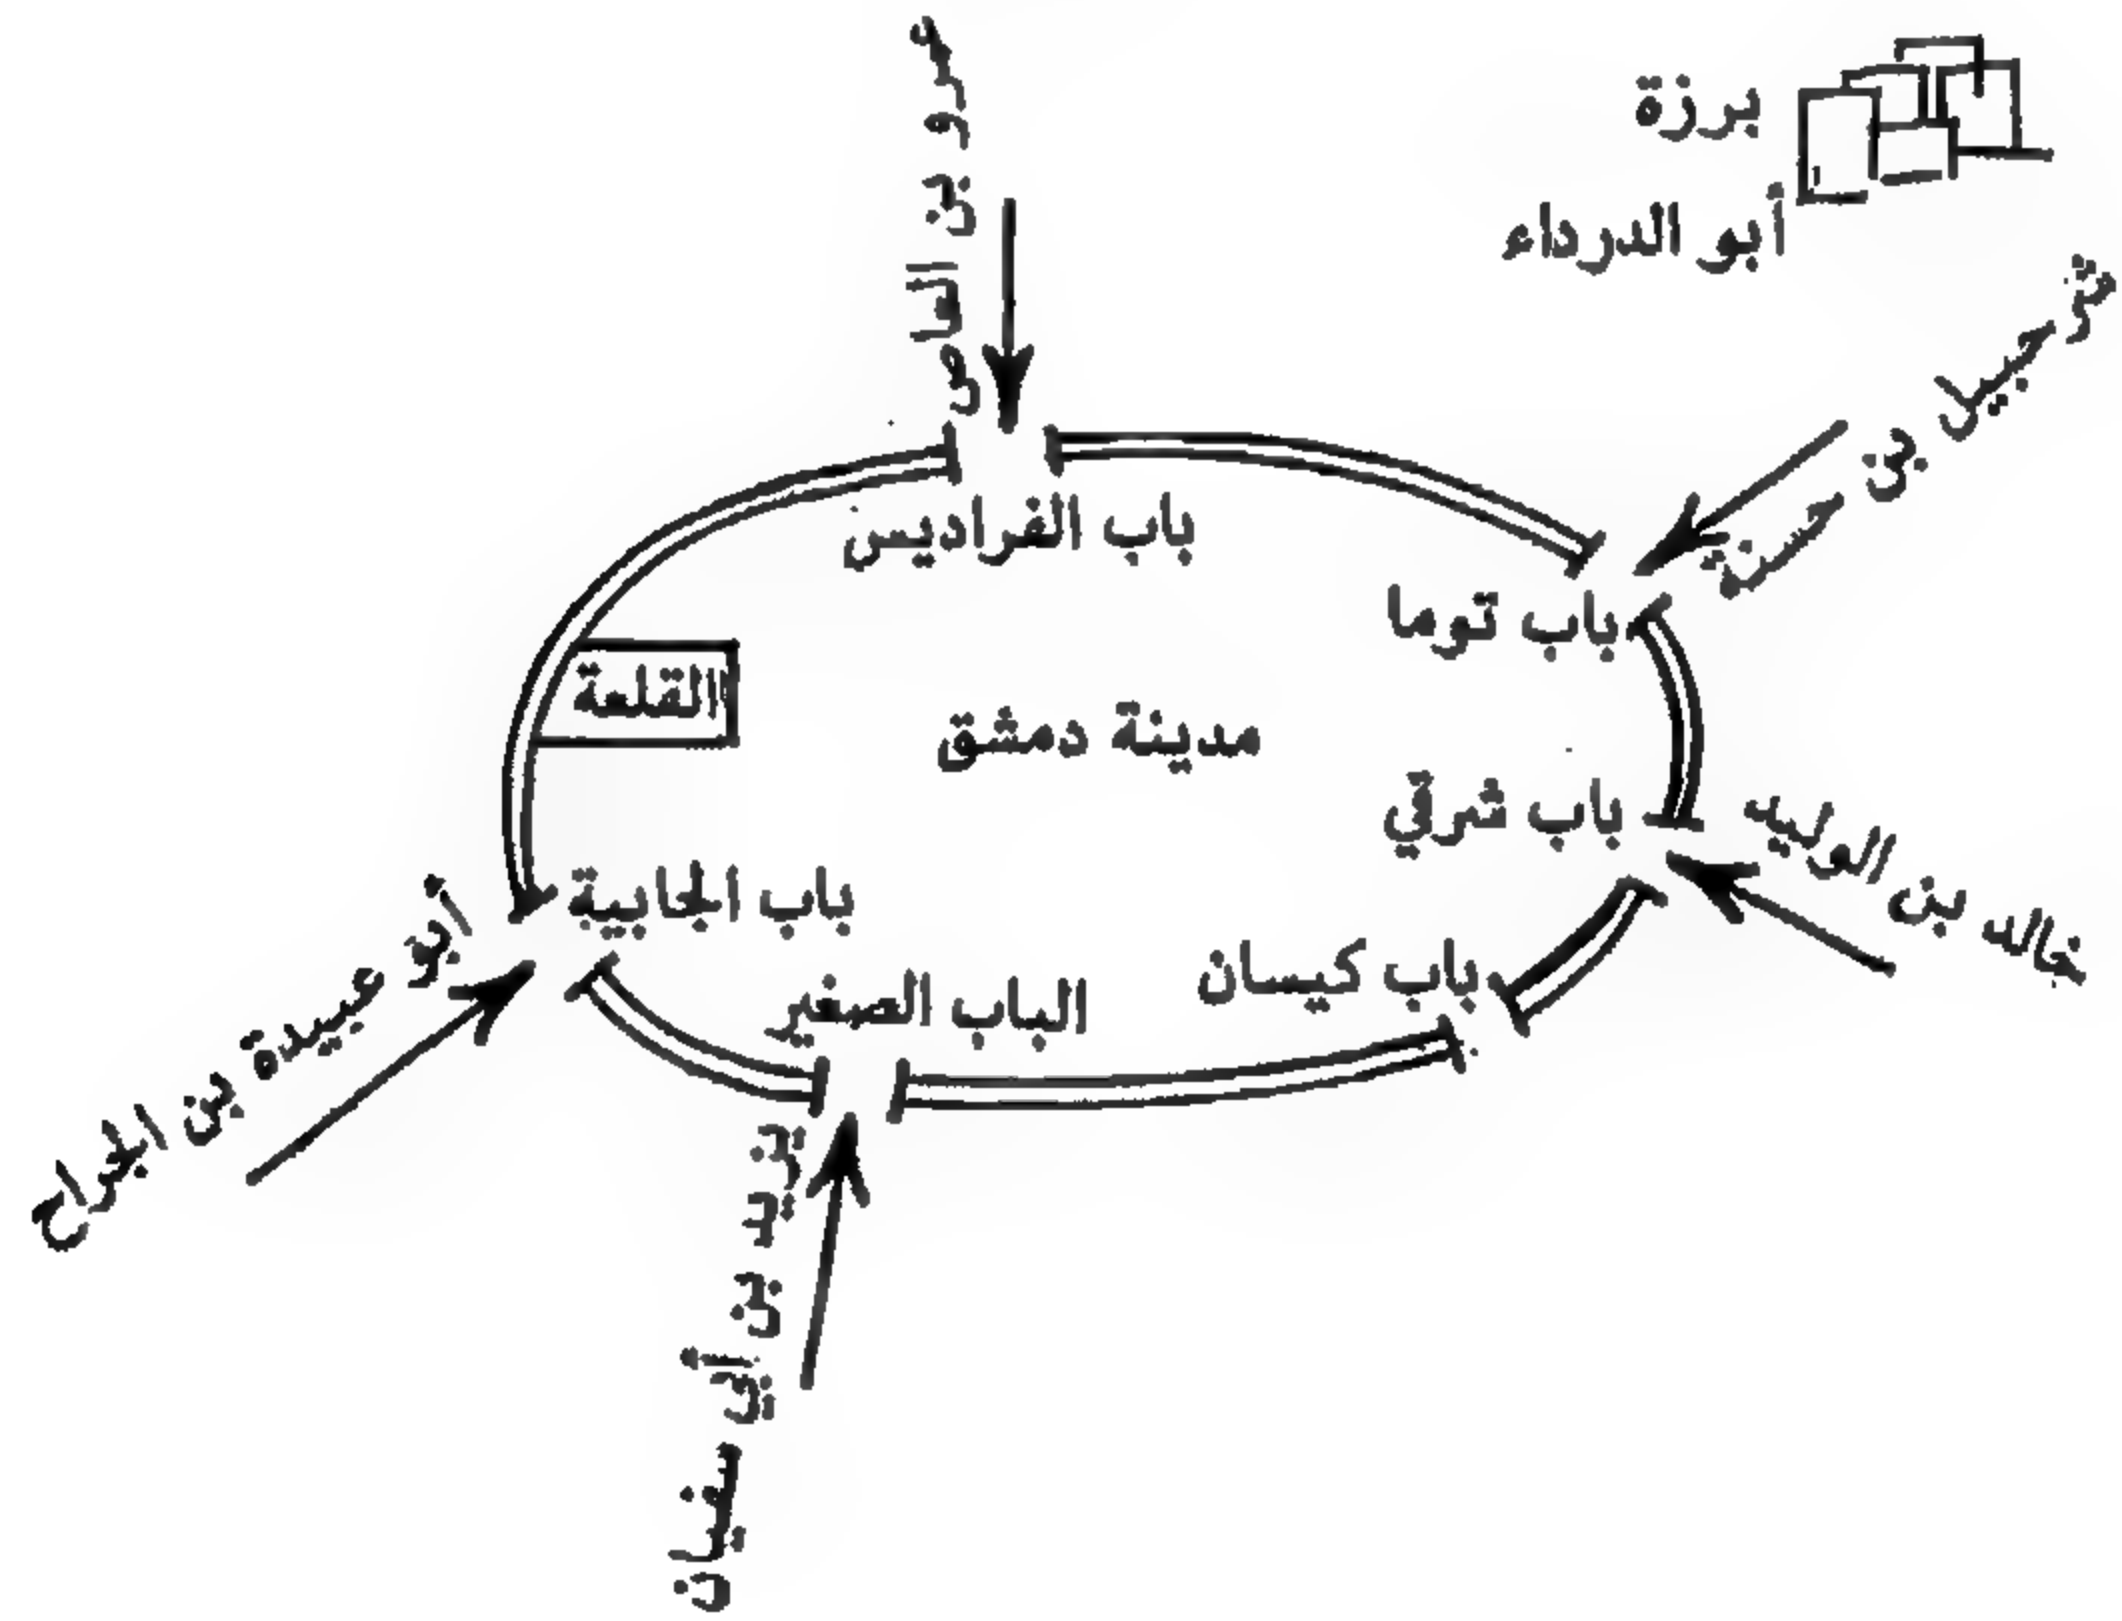 عمرو بن العاص
برزة
أبو الدرداء
شرحبيل بن حسنة
باب الفراديس
باب توما
القلعة
مدينة دمشق
باب شرقي
خالد بن الوليد
باب الجابية
أبو عبيدة بن الجراح
باب كيسان
الباب الصغير
يزيد بن أبي سفيان